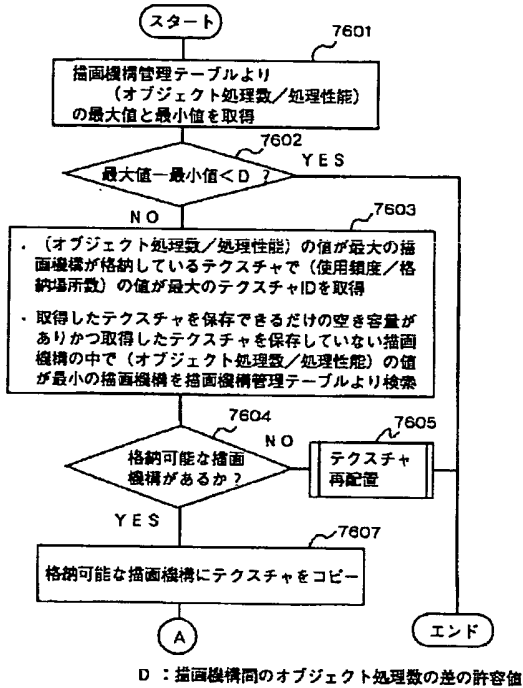 スタート
7601
描画機構管理テーブルより
(オブジェクト処理数/処理性能)
の最大値と最小値を取得
7602
YES
最大値ー最小値<D ?
NO
7603
・(オブジェクト処理数/処理性能)の値が最大の描
画機構が格納しているテクスチャで(使用頻度/格
納場所数)の値が最大のテクスチャIDを取得
・取得したテクスチャを保存できるだけの空き容量が
ありかつ取得したテクスチャを保存していない描画
機構の中で(オブジェクト処理数/処理性能)の値
が最小の描画機構を描画機構管理テーブルより検索
7604
NO
7605
格納可能な描画
機構があるか?
テクスチャ
再配置
YES
7607
格納可能な描画機構にテクスチャをコピー
A
エンド
D :描画機構間のオブジェクト処理数の差の許容値